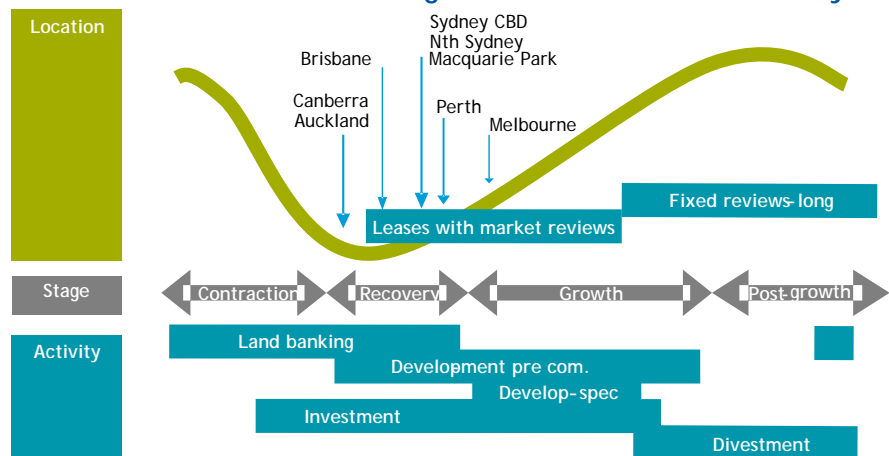 Location
Sydney CBD
Nth Sydney
Macquarie Park
Brisbane
Canberra
Auckland
Perth
Melbourne
Fixed reviews-long
Leases with market reviews
Stage
Contraction
Recovery
Growth
Post-growth
Activity
Land banking
Development pre com.
Develop-spec
Investment
Divestment